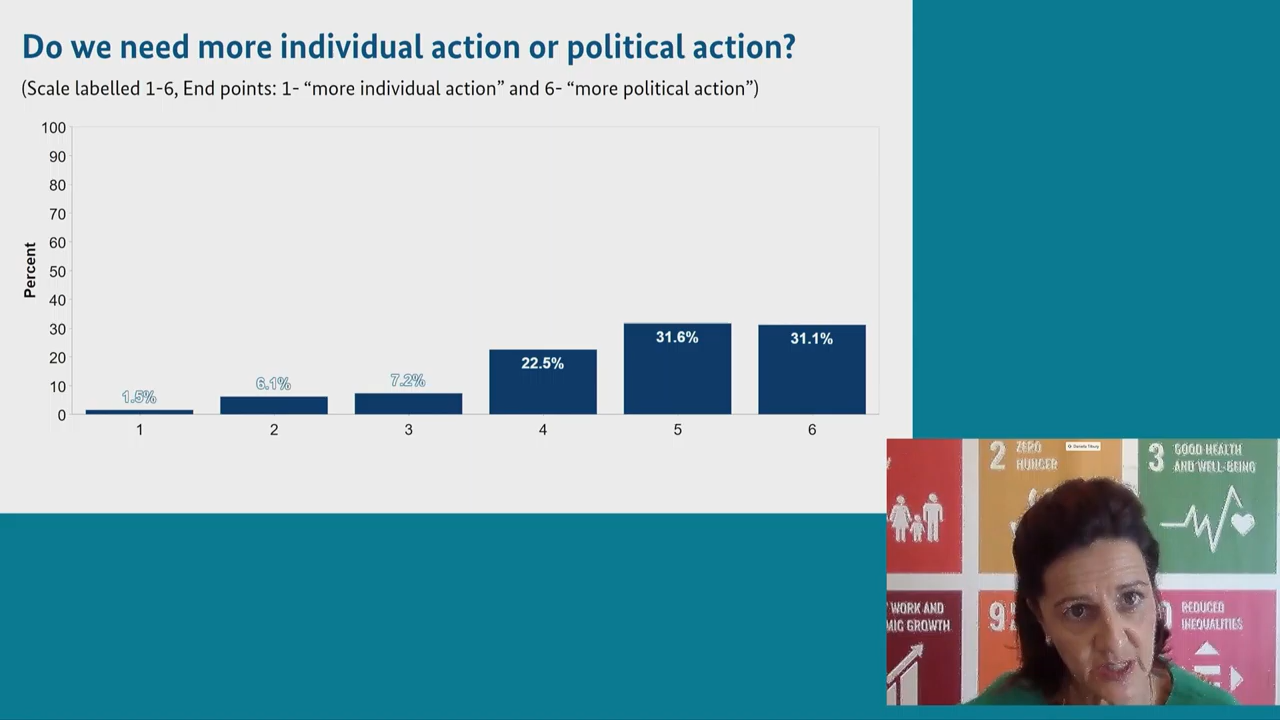 Do we need more individual action or political action?
(Scale labelled 1-6, End points: 1- “more individual action” and 6- “more political action”)
100
90
80
70
60
50
40
30
20
10
0
Percent
1.5%
6.1%
7.2%
22.5%
31.6%
31.1%
1
2
3
4
5
6
2 ZERO
HUNGER
3 GOOD HEALTH
AND WELL-BEING
WORK AND
MIC GROWTH
9
REDUCED
INEQUALITIES